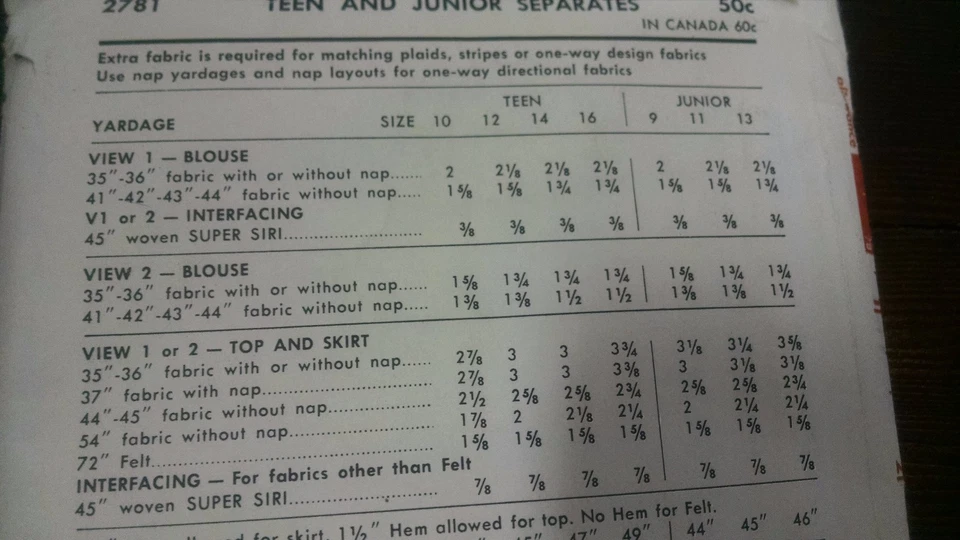 2781 TEEN AND JUNIOR SEPARATES 50c
IN CANADA 60c
Extra fabric is required for matching plaids, stripes or one-way design fabrics
Use nap yardages and nap layouts for one-way directional fabrics
TEEN JUNIOR
YARDAGE SIZE 10 12 14 16 9 11 13
VIEW 1 — BLOUSE
35"-36" fabric with or without nap...... 2 2⅛ 2⅛ 2⅛ 2 2⅛ 2⅛
41"-42"-43"-44" fabric without nap..... 1⅝ 1⅝ 1¾ 1¾ 1⅝ 1⅝ 1¾
V1 or 2 — INTERFACING
45" woven SUPER SIRI.............................. ⅜ ⅜ ⅜ ⅜ ⅜ ⅜ ⅜
VIEW 2 — BLOUSE
35"-36" fabric with or without nap...... 1⅝ 1¾ 1¾ 1¾ 1⅝ 1¾ 1¾
41"-42"-43"-44" fabric without nap..... 1⅜ 1⅜ 1½ 1½ 1⅜ 1⅜ 1½
VIEW 1 or 2 — TOP AND SKIRT
35"-36" fabric with or without nap...... 2⅞ 3 3 3¾ 3⅛ 3¼ 3⅝
37" fabric with nap.................................. 2⅞ 3 3 3⅜ 3 3⅛ 3⅛
44"-45" fabric without nap...................... 2½ 2⅝ 2⅝ 2¾ 2⅝ 2⅝ 2¾
54" fabric without nap............................. 1⅞ 2 2⅛ 2¼ 2 2¼ 2¼
72" Felt..................................................... 1⅝ 1⅝ 1⅝ 1⅝ 1⅝ 1⅝ 1⅝
INTERFACING — For fabrics other than Felt
45" woven SUPER SIRI.............................. ⅞ ⅞ ⅞ ⅞ ⅞ ⅞ ⅞
for skirt. 1½" Hem allowed for top. No Hem for Felt.
47" 49" 44" 45" 46"